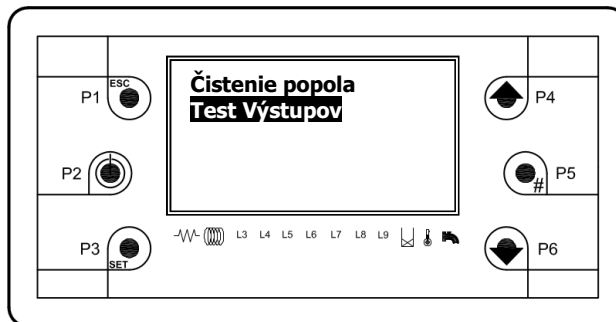 ESC
P1
Čistenie popola
Test Výstupov
P4
P2
P5
#
P3
SET
L3 L4 L5 L6 L7 L8 L9
P6